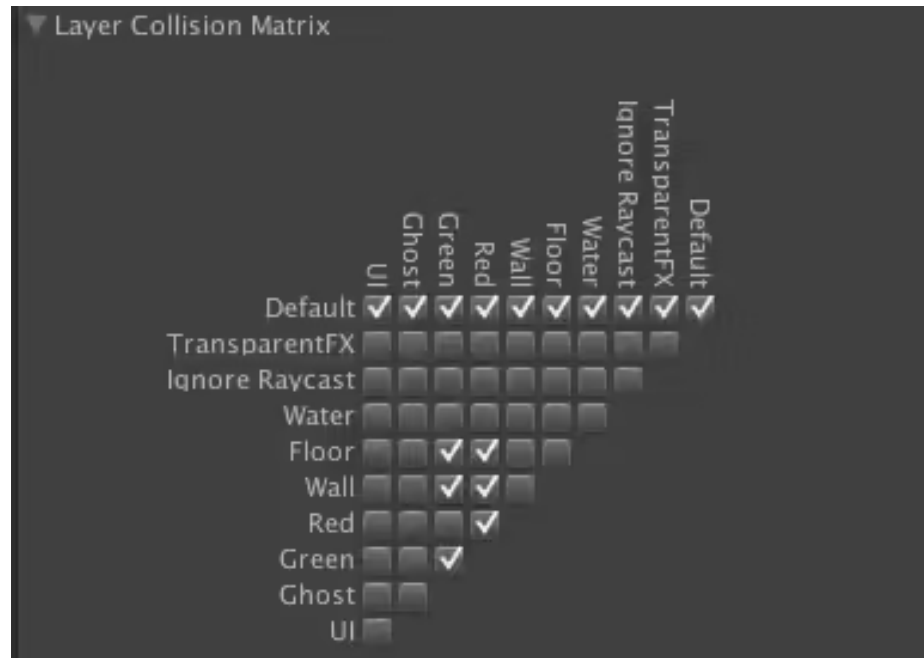 Layer Collision Matrix
UI
Ghost
Green
Red
Wall
Floor
Water
Ignore Raycast
TransparentFX
Default
Default
TransparentFX
Ignore Raycast
Water
Floor
Wall
Red
Green
Ghost
UI